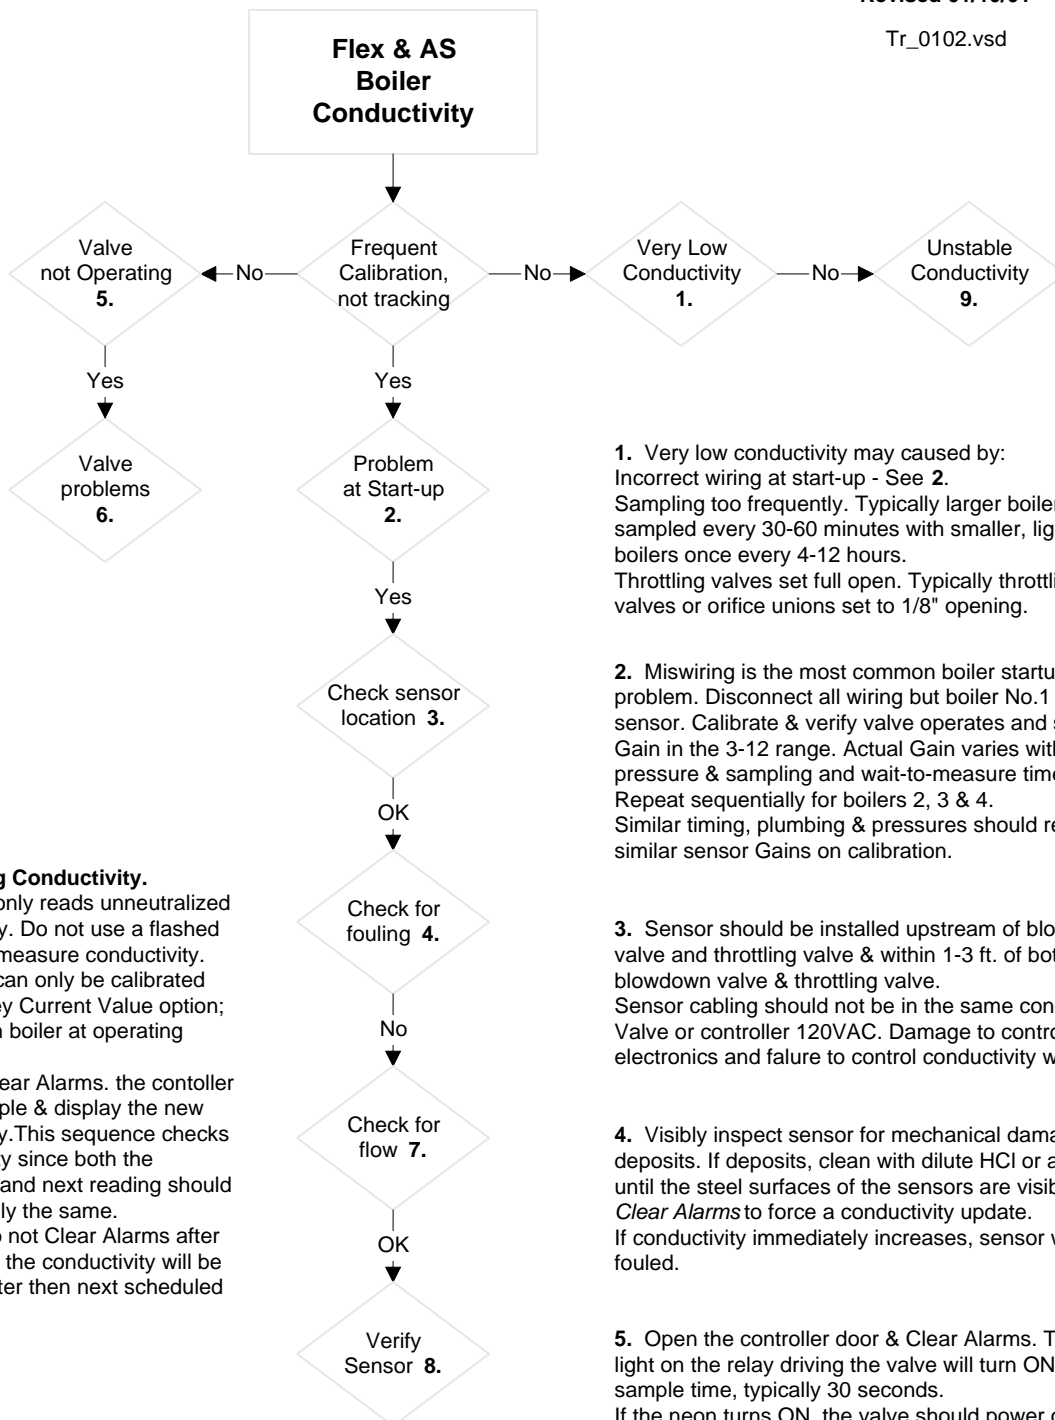 Tr_0102.vsd
Flex & AS
Boiler
Conductivity
Valve
not Operating
5.
No
Frequent
Calibration,
not tracking
No
Very Low
Conductivity
1.
No
Unstable
Conductivity
9.
Yes
Yes
Valve
problems
6.
Problem
at Start-up
2.
Yes
Check sensor
location 3.
OK
Check for
fouling 4.
No
Check for
flow 7.
OK
Verify
Sensor 8.
1. Very low conductivity may caused by:
Incorrect wiring at start-up - See 2.
Sampling too frequently. Typically larger boiler
sampled every 30-60 minutes with smaller, lig
boilers once every 4-12 hours.
Throttling valves set full open. Typically throttli
valves or orifice unions set to 1/8" opening.
2. Miswiring is the most common boiler startu
problem. Disconnect all wiring but boiler No.1
sensor. Calibrate & verify valve operates and s
Gain in the 3-12 range. Actual Gain varies with
pressure & sampling and wait-to-measure time
Repeat sequentially for boilers 2, 3 & 4.
Similar timing, plumbing & pressures should re
similar sensor Gains on calibration.
3. Sensor should be installed upstream of blo
valve and throttling valve & within 1-3 ft. of bot
blowdown valve & throttling valve.
Sensor cabling should not be in the same con
Valve or controller 120VAC. Damage to contro
electronics and falure to control conductivity w
4. Visibly inspect sensor for mechanical dama
deposits. If deposits, clean with dilute HCl or a
until the steel surfaces of the sensors are visib
Clear Alarms to force a conductivity update.
If conductivity immediately increases, sensor w
fouled.
5. Open the controller door & Clear Alarms. T
light on the relay driving the valve will turn ON
sample time, typically 30 seconds.
If the neon turns ON, the valve should power o
g Conductivity.
only reads unneutralized
y. Do not use a flashed
measure conductivity.
can only be calibrated
ey Current Value option;
n boiler at operating
ear Alarms. the contoller
ple & display the new
y.This sequence checks
ty since both the
and next reading should
ly the same.
o not Clear Alarms after
the conductivity will be
ter then next scheduled